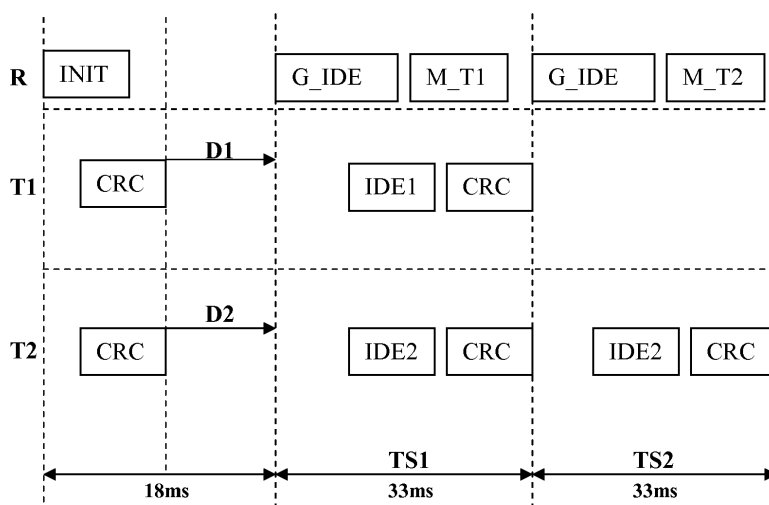 R INIT G_IDE M_T1 G_IDE M_T2
D1
T1 CRC IDE1 CRC
D2
T2 CRC IDE2 CRC IDE2 CRC
TS1 TS2
18ms 33ms 33ms